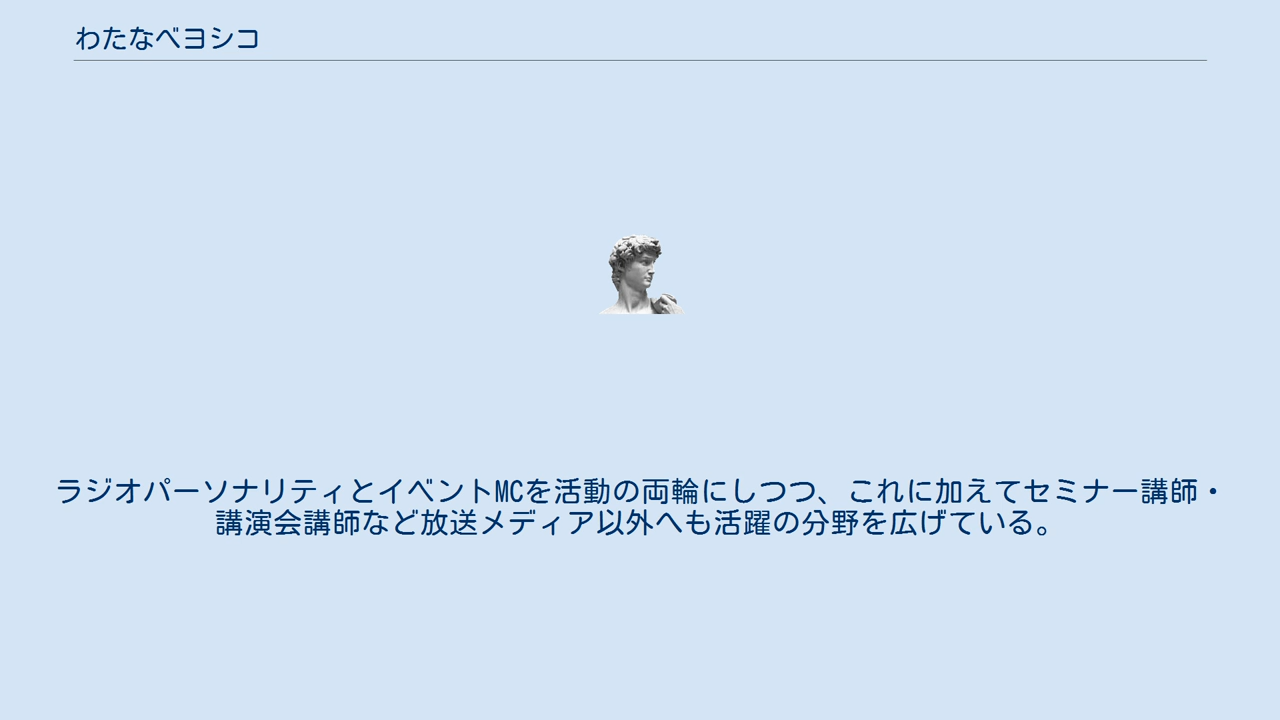 わたなべヨシコ
ラジオパーソナリティとイベントMCを活動の両輪にしつつ、これに加えてセミナー講師・
講演会講師など放送メディア以外へも活躍の分野を広げている。